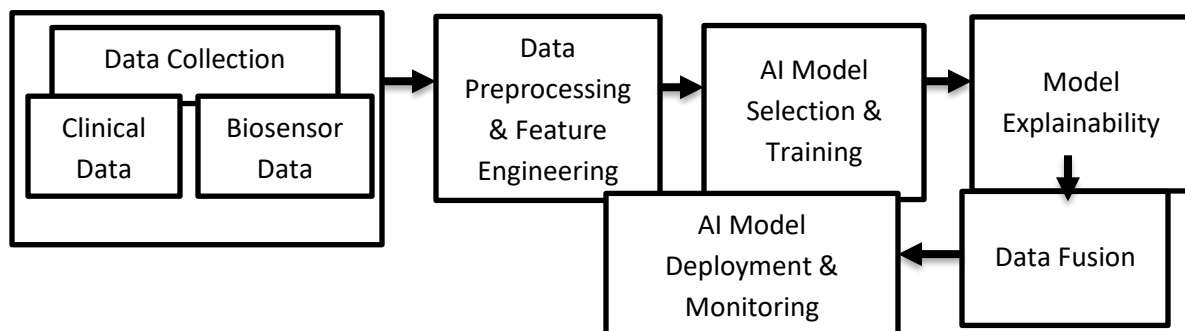 Data Collection
Clinical
Data
Biosensor
Data
Data
Preprocessing
& Feature
Engineering
AI Model
Selection &
Training
Model
Explainability
Data Fusion
AI Model
Deployment &
Monitoring